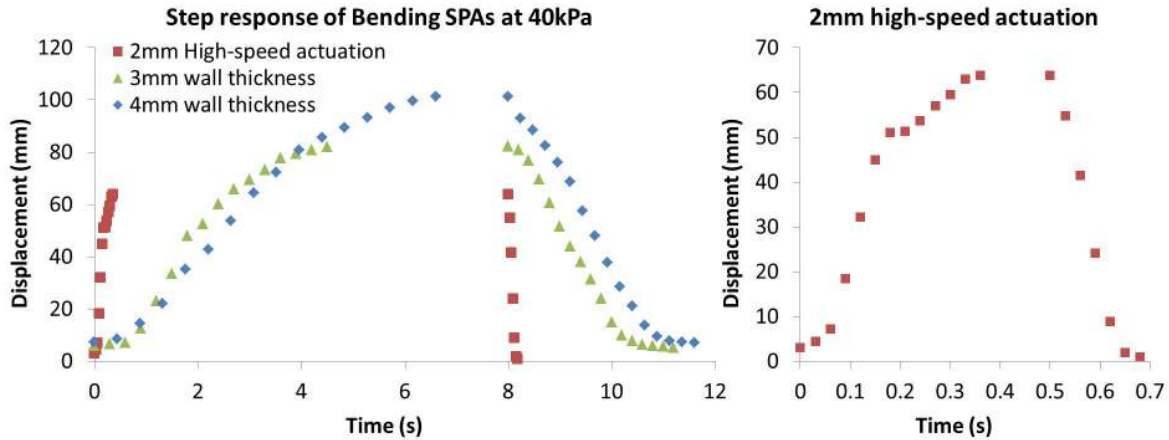 Step response of Bending SPAs at 40kPa
2mm High-speed actuation
3mm wall thickness
4mm wall thickness
Displacement (mm)
120
100
80
60
40
20
0
0 2 4 6 8 10 12
Time (s)
2mm high-speed actuation
Displacement (mm)
70
60
50
40
30
20
10
0
0 0.1 0.2 0.3 0.4 0.5 0.6 0.7
Time (s)